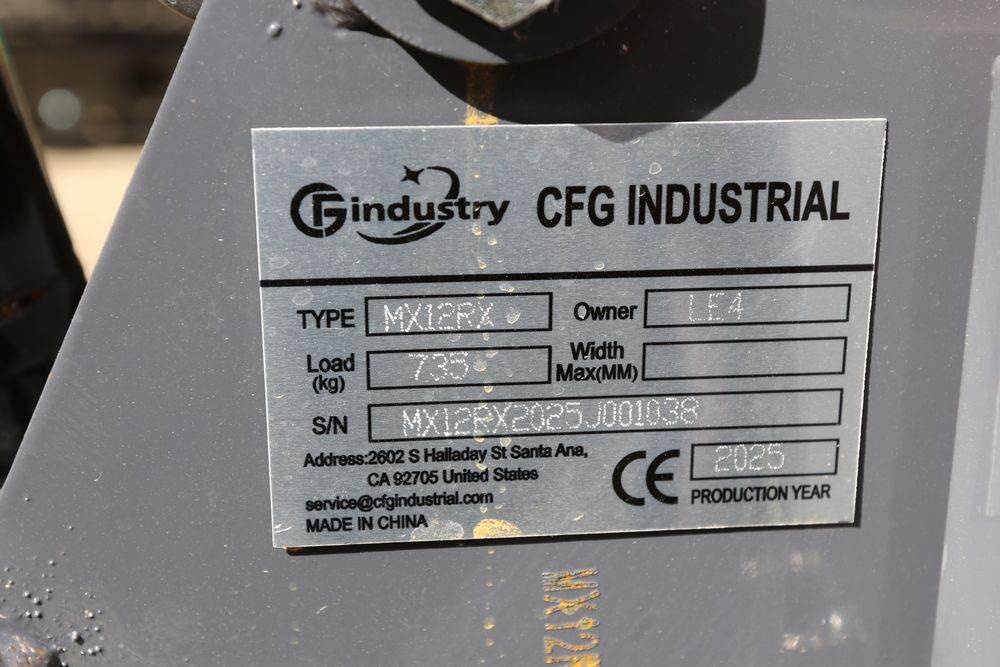 CFGindustry CFG INDUSTRIAL
TYPE MX12RX Owner LE4
Load (kg) 735 Width Max(MM)
S/N MX12RX2025J001038
Address:2602 S Halladay St Santa Ana,
CA 92705 United States
service@cfgindustrial.com
MADE IN CHINA
CE 2025
PRODUCTION YEAR
MX12